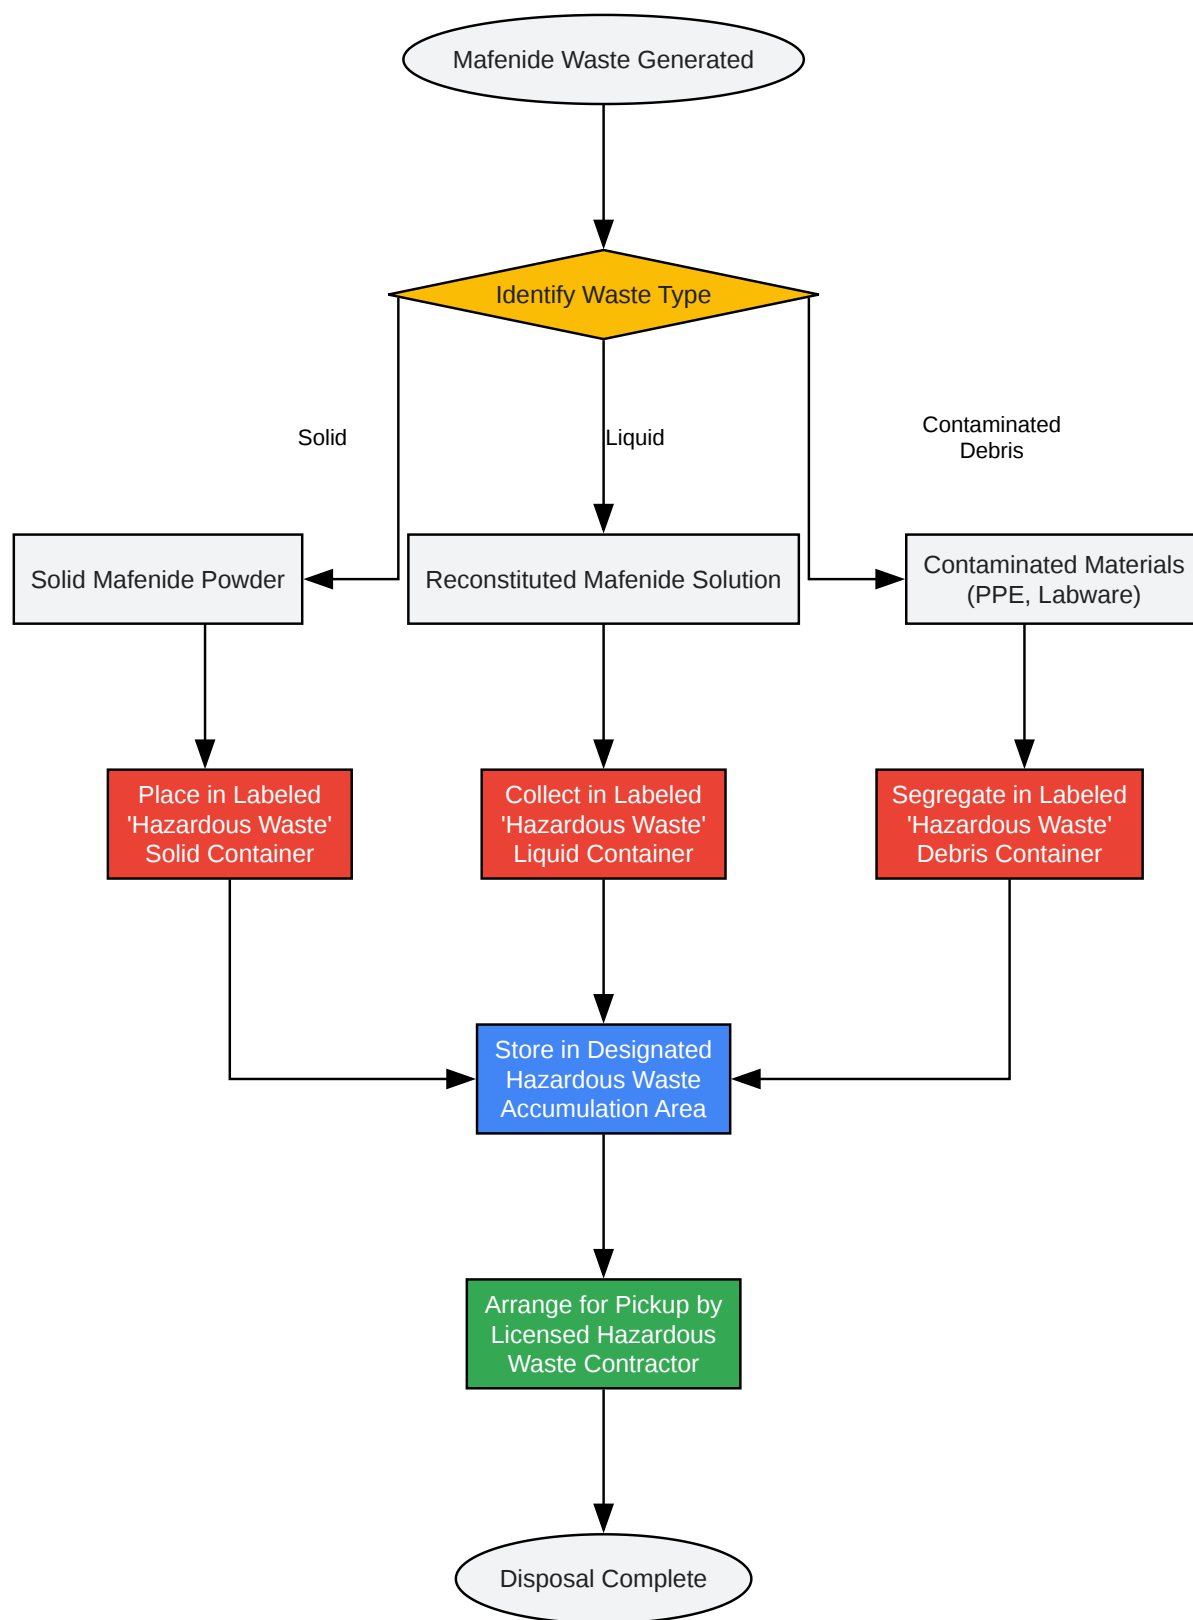 Mafenide Waste Generated
Identify Waste Type
Solid
Liquid
Contaminated
Debris
Solid Mafenide Powder
Reconstituted Mafenide Solution
Contaminated Materials
(PPE, Labware)
Place in Labeled
'Hazardous Waste'
Solid Container
Collect in Labeled
'Hazardous Waste'
Liquid Container
Segregate in Labeled
'Hazardous Waste'
Debris Container
Store in Designated
Hazardous Waste
Accumulation Area
Arrange for Pickup by
Licensed Hazardous
Waste Contractor
Disposal Complete